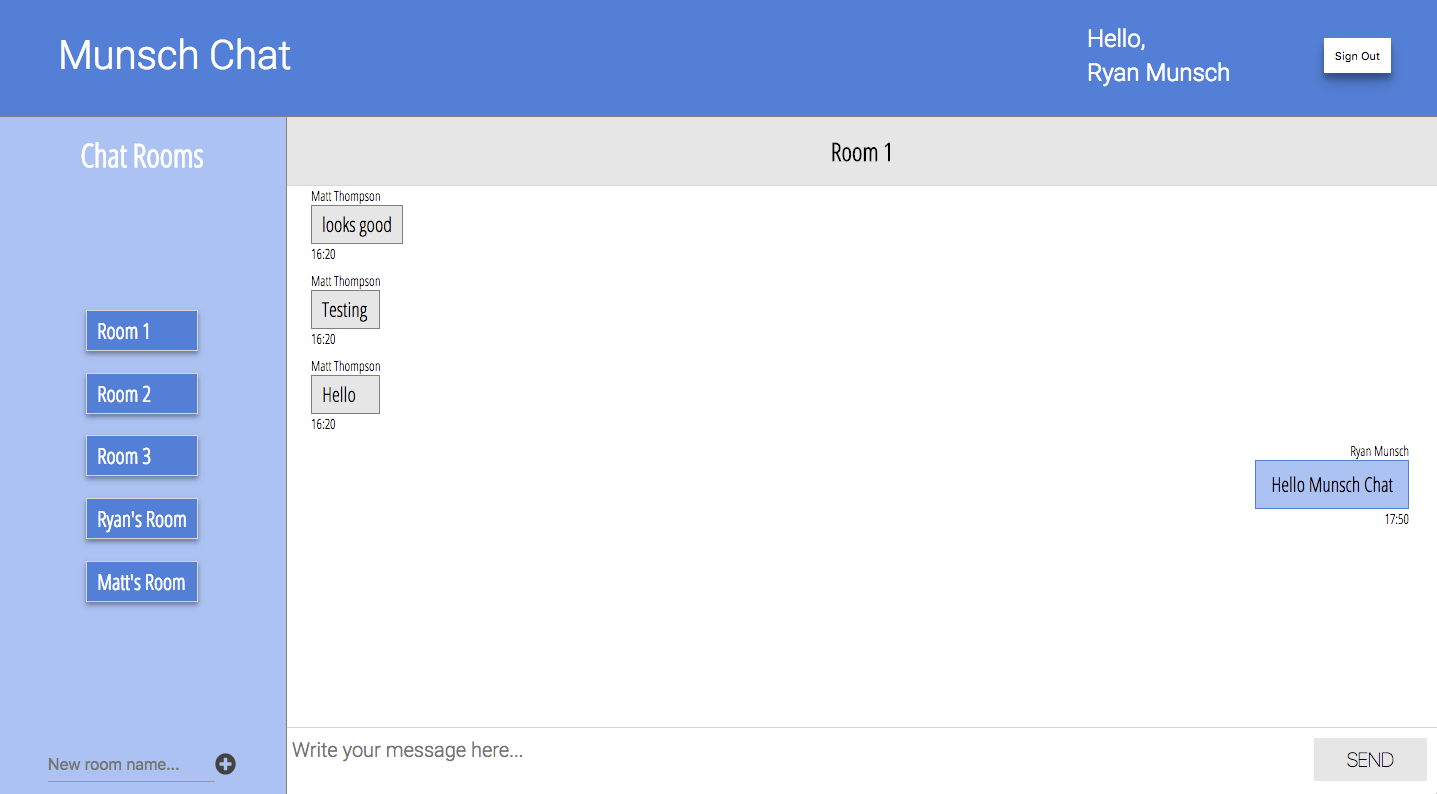 Munsch Chat
Hello,
Ryan Munsch
Sign Out
Chat Rooms
Room 1
Room 2
Room 3
Ryan's Room
Matt's Room
New room name...
Room 1
Matt Thompson
looks good
16:20
Matt Thompson
Testing
16:20
Matt Thompson
Hello
16:20
Ryan Munsch
Hello Munsch Chat
17:50
Write your message here...
SEND